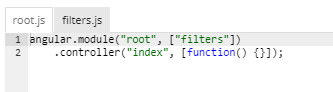 root.js filters.js
1 angular.module("root", ["filters"])
2 .controller("index", [function() {}]);